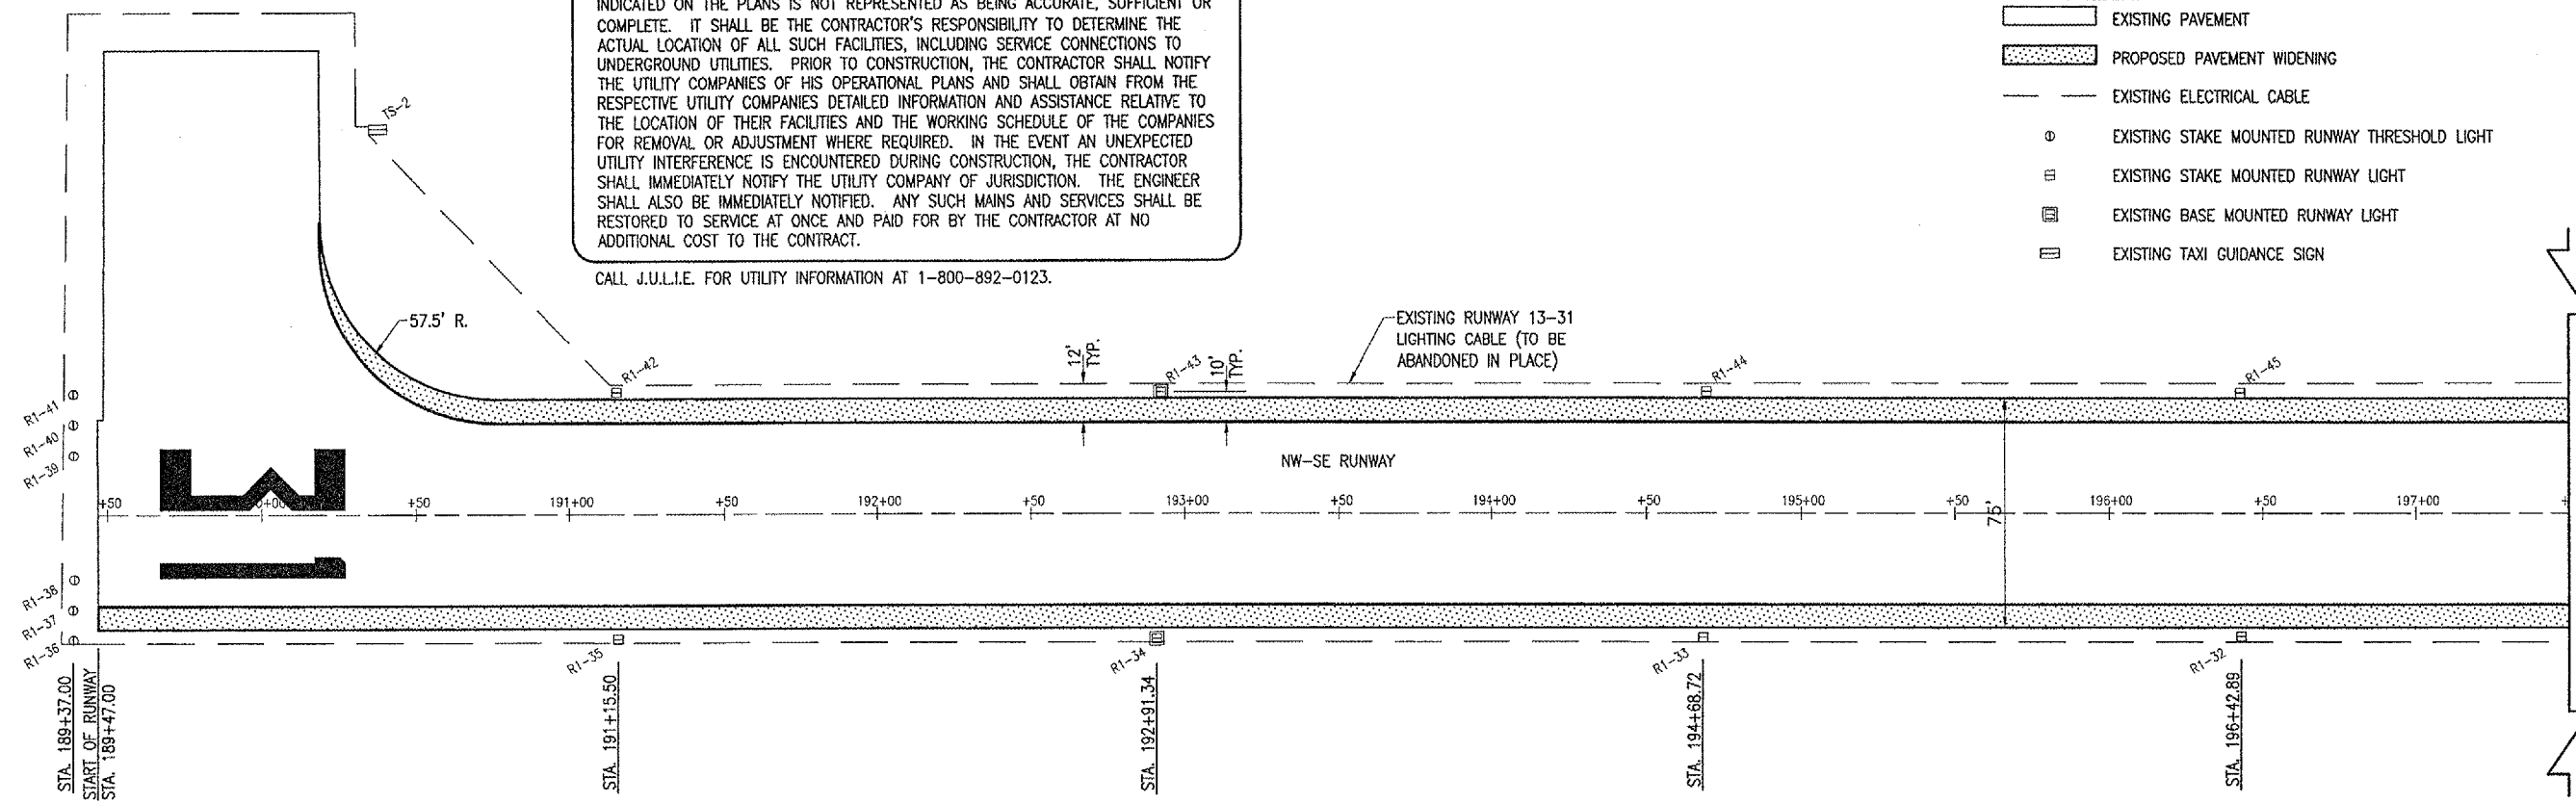 INDICATED ON THE PLANS IS NOT REPRESENTED AS BEING ACCURATE, SUFFICIENT OR
COMPLETE. IT SHALL BE THE CONTRACTOR'S RESPONSIBILITY TO DETERMINE THE
ACTUAL LOCATION OF ALL SUCH FACILITIES, INCLUDING SERVICE CONNECTIONS TO
UNDERGROUND UTILITIES. PRIOR TO CONSTRUCTION, THE CONTRACTOR SHALL NOTIFY
THE UTILITY COMPANIES OF HIS OPERATIONAL PLANS AND SHALL OBTAIN FROM THE
RESPECTIVE UTILITY COMPANIES DETAILED INFORMATION AND ASSISTANCE RELATIVE TO
THE LOCATION OF THEIR FACILITIES AND THE WORKING SCHEDULE OF THE COMPANIES
FOR REMOVAL OR ADJUSTMENT WHERE REQUIRED. IN THE EVENT AN UNEXPECTED
UTILITY INTERFERENCE IS ENCOUNTERED DURING CONSTRUCTION, THE CONTRACTOR
SHALL IMMEDIATELY NOTIFY THE UTILITY COMPANY OF JURISDICTION. THE ENGINEER
SHALL ALSO BE IMMEDIATELY NOTIFIED. ANY SUCH MAINS AND SERVICES SHALL BE
RESTORED TO SERVICE AT ONCE AND PAID FOR BY THE CONTRACTOR AT NO
ADDITIONAL COST TO THE CONTRACT.
CALL J.U.L.I.E. FOR UTILITY INFORMATION AT 1-800-892-0123.
EXISTING PAVEMENT
PROPOSED PAVEMENT WIDENING
EXISTING ELECTRICAL CABLE
EXISTING STAKE MOUNTED RUNWAY THRESHOLD LIGHT
EXISTING STAKE MOUNTED RUNWAY LIGHT
EXISTING BASE MOUNTED RUNWAY LIGHT
EXISTING TAXI GUIDANCE SIGN
TS-2
57.5' R.
EXISTING RUNWAY 13-31
LIGHTING CABLE (TO BE
ABANDONED IN PLACE)
12'
TYP.
10'
TYP.
R1-42
R1-43
R1-44
R1-45
R1-41
R1-40
R1-39
NW-SE RUNWAY
13
+50
+50
191+00
+50
192+00
+50
193+00
+50
194+00
+50
195+00
+50
196+00
+50
197+00
75'
R1-38
R1-37
R1-36
R1-35
R1-34
R1-33
R1-32
STA. 189+37.00
START OF RUNWAY
STA. 189+47.00
STA. 191+15.50
STA. 192+91.34
STA. 194+68.72
STA. 196+42.89